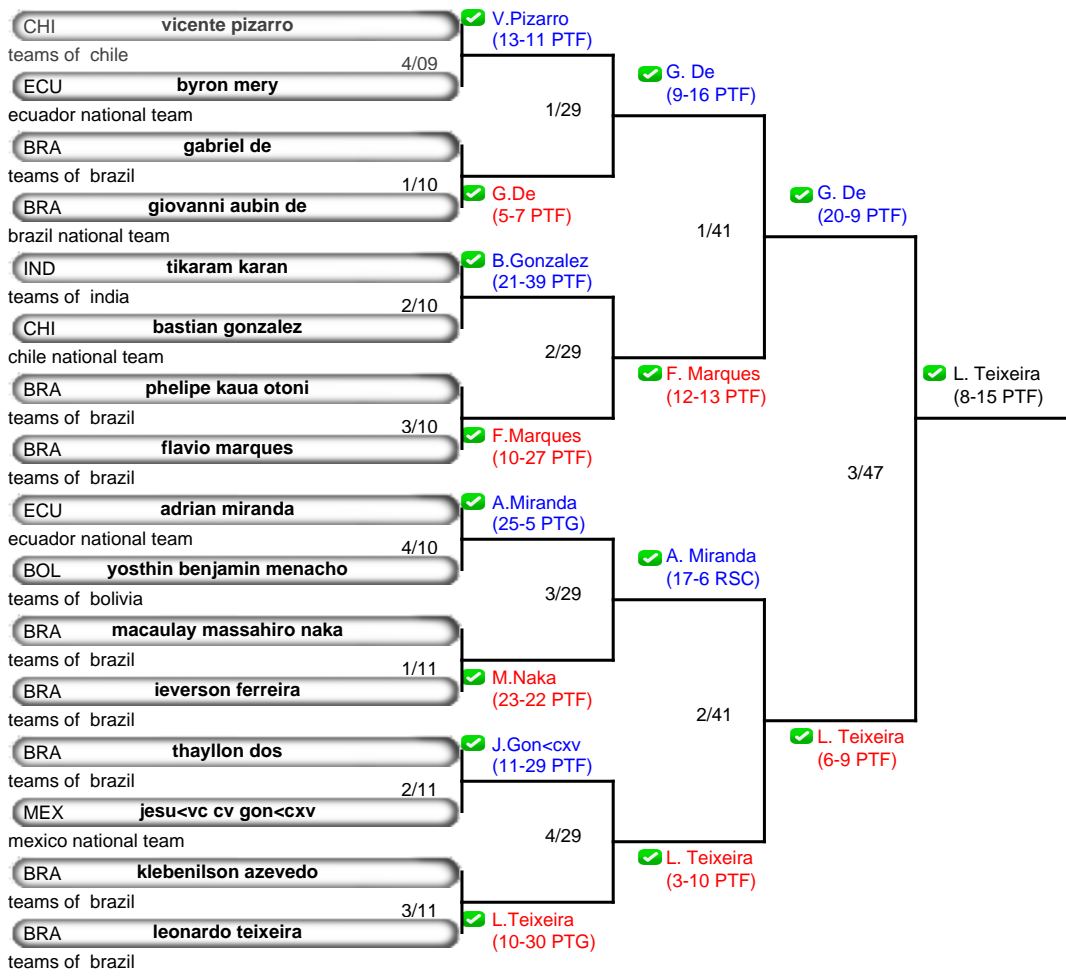 CHI vicente pizarro
teams of chile
4/09
ECU byron mery
ecuador national team
BRA gabriel de
teams of brazil
1/10
BRA giovanni aubin de
brazil national team
IND tikaram karan
teams of india
2/10
CHI bastian gonzalez
chile national team
BRA phelipe kaua otoni
teams of brazil
3/10
BRA flavio marques
teams of brazil
ECU adrian miranda
ecuador national team
4/10
BOL yosthin benjamin menacho
teams of bolivia
BRA macaulay massahiro naka
teams of brazil
1/11
BRA ieverson ferreira
teams of brazil
BRA thayllon dos
teams of brazil
2/11
MEX jesu<vc cv gon<cxv
mexico national team
BRA klebenilson azevedo
teams of brazil
3/11
BRA leonardo teixeira
teams of brazil
V.Pizarro
(13-11 PTF)
1/29
G.De
(5-7 PTF)
B.Gonzalez
(21-39 PTF)
2/29
F.Marques
(10-27 PTF)
A.Miranda
(25-5 PTG)
3/29
M.Naka
(23-22 PTF)
J.Gon<cxv
(11-29 PTF)
4/29
L.Teixeira
(10-30 PTG)
G. De
(9-16 PTF)
1/41
F. Marques
(12-13 PTF)
A. Miranda
(17-6 RSC)
2/41
L. Teixeira
(3-10 PTF)
G. De
(20-9 PTF)
3/47
L. Teixeira
(6-9 PTF)
L. Teixeira
(8-15 PTF)